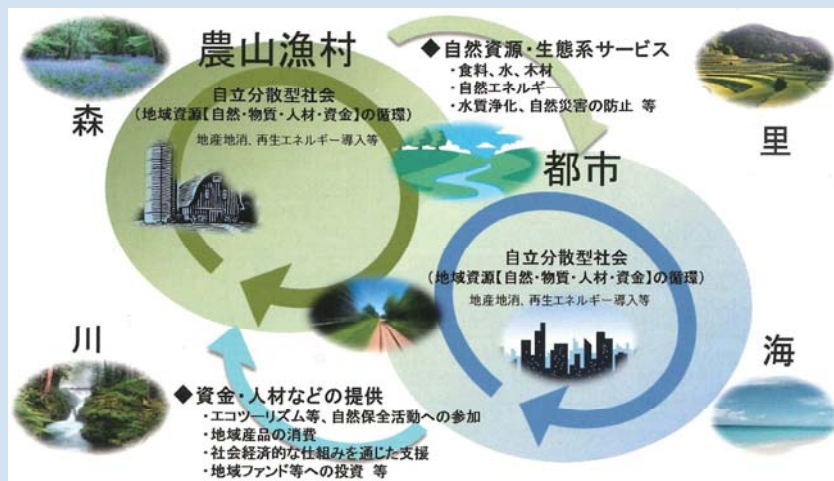 農山漁村
自立分散型社会
(地域資源【自然・物質・人材・資金】の循環)
地産地消、再生エネルギー導入等
森
◆自然資源・生態系サービス
・食料、水、木材
・自然エネルギー
・水質浄化、自然災害の防止 等
里
都市
自立分散型社会
(地域資源【自然・物質・人材・資金】の循環)
地産地消、再生エネルギー導入等
川
◆資金・人材などの提供
・エコツーリズム等、自然保全活動への参加
・地域産品の消費
・社会経済的な仕組みを通じた支援
・地域ファンド等への投資 等
海